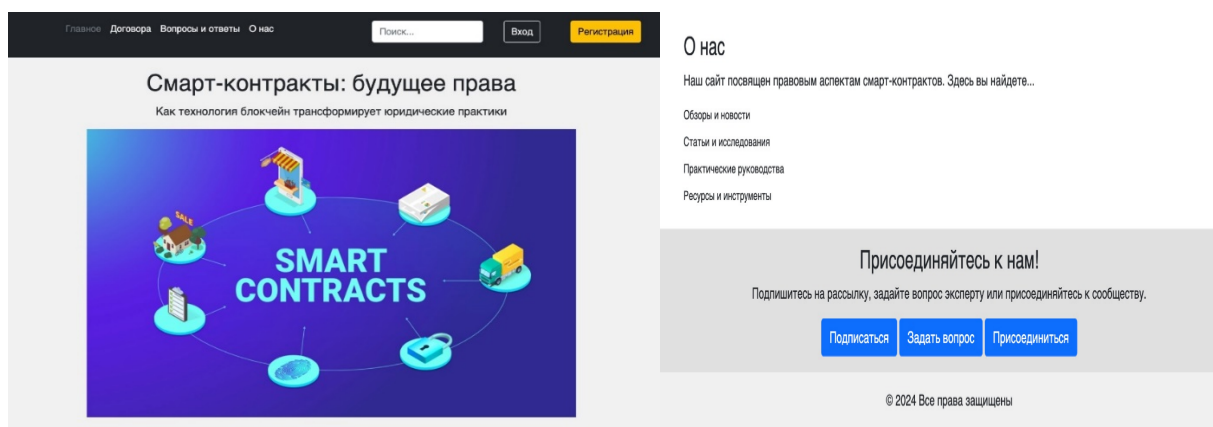 Главное Договора Вопросы и ответы О нас Поиск... Вход Регистрация
Смарт-контракты: будущее права
Как технология блокчейн трансформирует юридические практики
SALE
SMART
CONTRACTS
О нас
Наш сайт посвящен правовым аспектам смарт-контрактов. Здесь вы найдете...
Обзоры и новости
Статьи и исследования
Практические руководства
Ресурсы и инструменты
Присоединяйтесь к нам!
Подпишитесь на рассылку, задайте вопрос эксперту или присоединяйтесь к сообществу.
Подписаться Задать вопрос Присоединиться
© 2024 Все права защищены